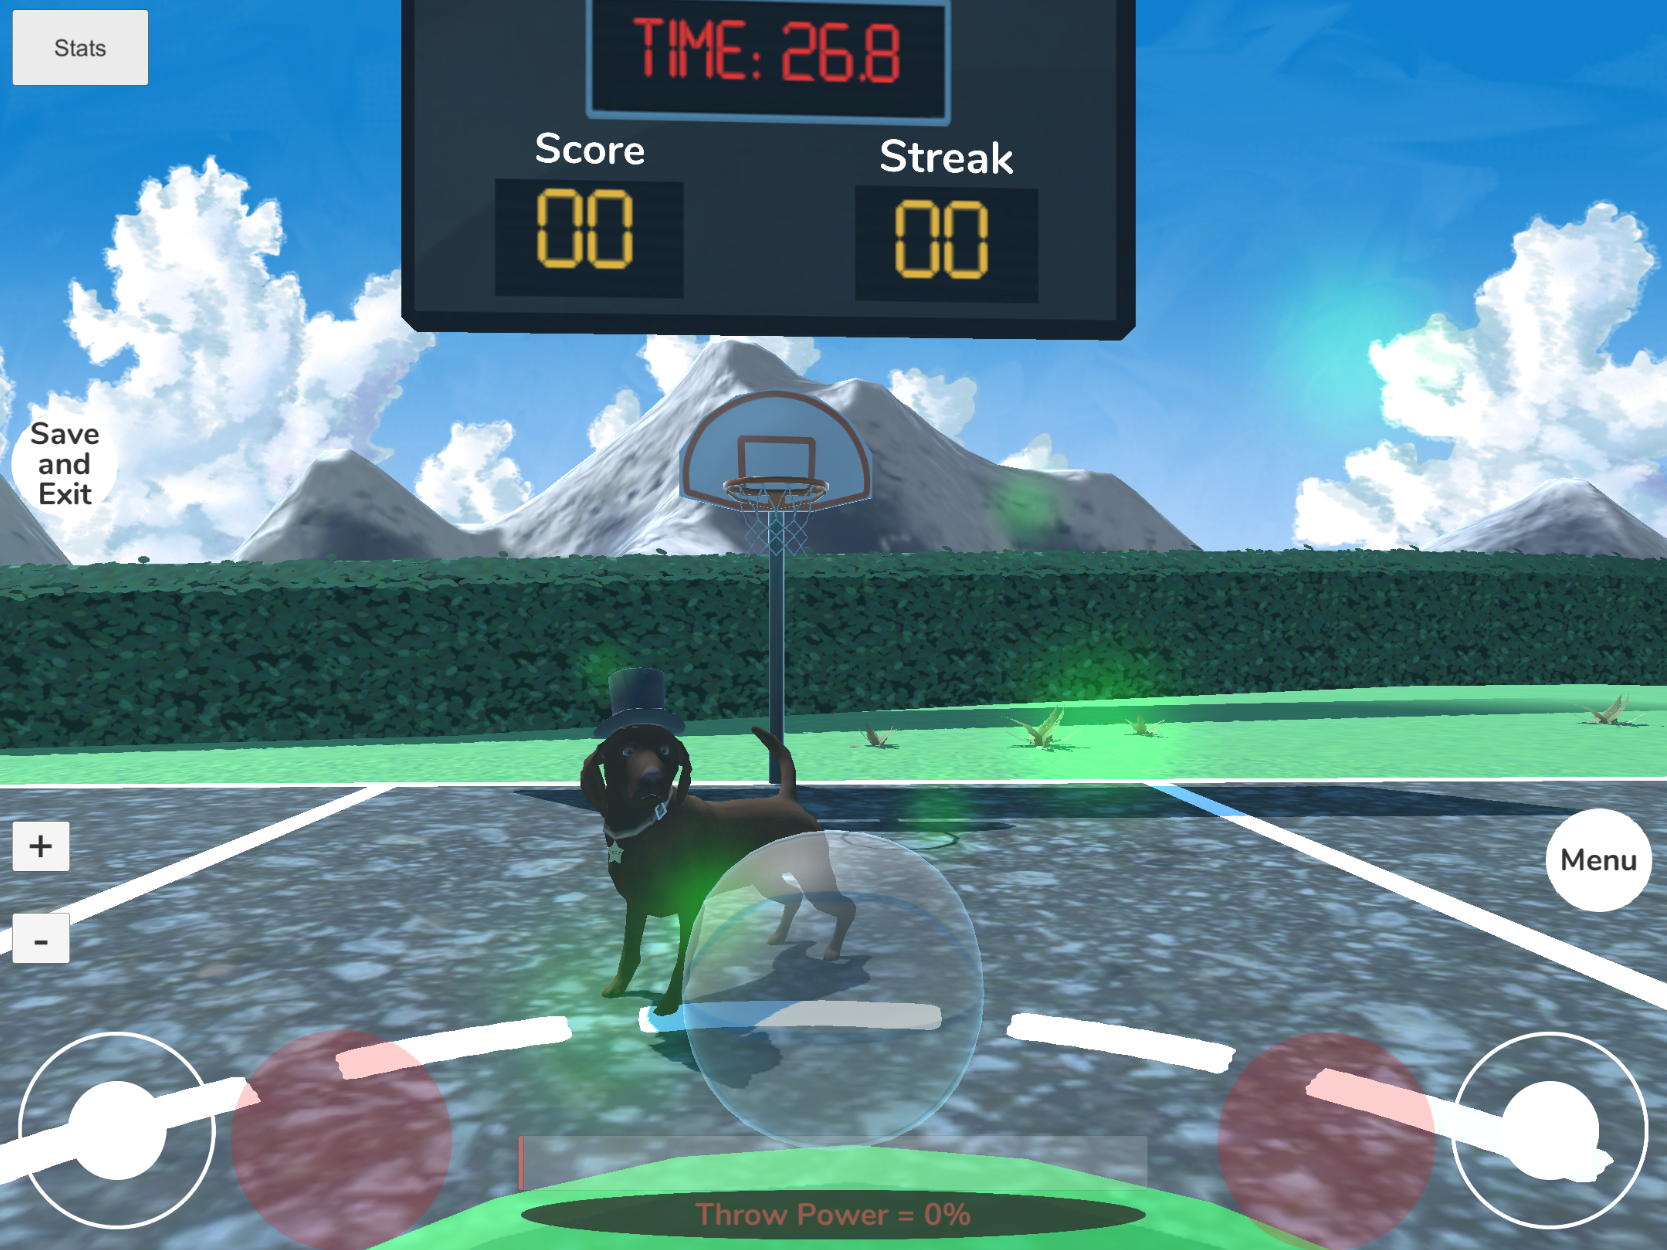 Stats
TIME: 26.8
Score
Streak
00
00
Save
and
Exit
+
-
Menu
Throw Power = 0%